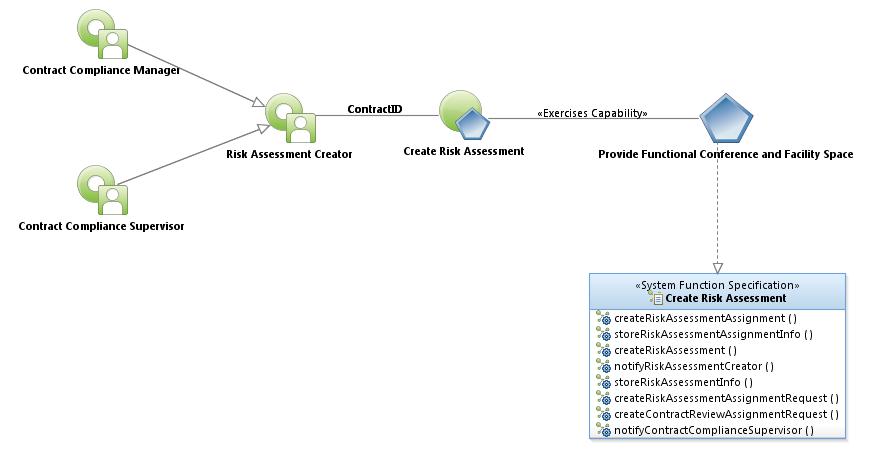 Contract Compliance Manager
ContractID
Risk Assessment Creator
Create Risk Assessment
«Exercises Capability»
Provide Functional Conference and Facility Space
Contract Compliance Supervisor
«System Function Specification»
Create Risk Assessment
createRiskAssessmentAssignment ( )
storeRiskAssessmentAssignmentInfo ( )
createRiskAssessment ( )
notifyRiskAssessmentCreator ( )
storeRiskAssessmentInfo ( )
createRiskAssessmentAssignmentRequest ( )
createContractReviewAssignmentRequest ( )
notifyContractComplianceSupervisor ( )